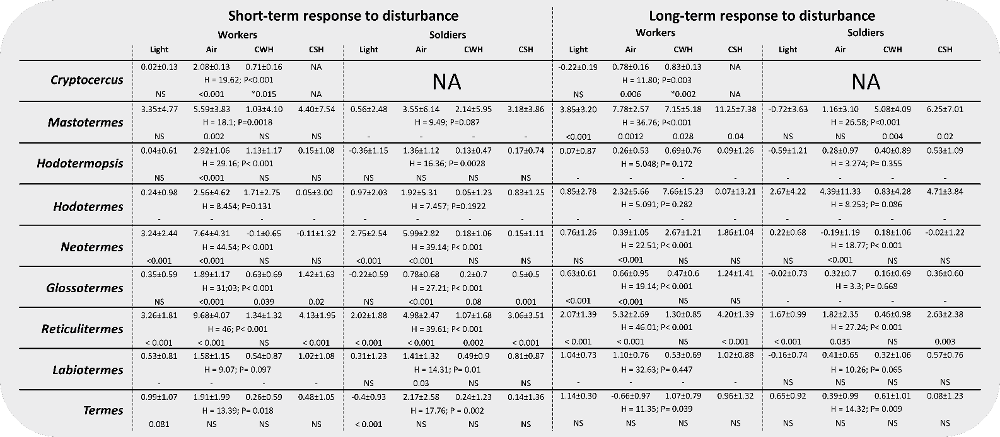 Short-term response to disturbance Long-term response to disturbance
Workers Soldiers Workers Soldiers
Light Air CWH CSH Light Air CWH CSH Light Air CWH CSH Light Air CWH CSH
0.02±0.13 2.08±0.13 0.71±0.16 NA -0.22±0.19 0.78±0.16 0.83±0.13 NA
Cryptocercus H = 19.62; P<0.001 NA H = 11.80; P=0.003 NA
NS <0.001 *0.015 NA NS 0.006 *0.002 NA
3.35±4.77 5.59±3.83 1.03±4.10 4.40±7.54 0.56±2.48 3.55±6.14 2.14±5.95 3.18±3.86 3.85±3.20 7.78±2.57 7.15±5.18 11.25±7.38 -0.72±3.63 1.16±3.10 5.08±4.09 6.25±7.01
Mastotermes H = 18.1; P=0.0018 H = 9.49; P=0.087 H = 36.76; P<0.001 H = 26.58; P<0.001
NS 0.002 NS NS - - - - <0.001 0.0012 0.028 0.04 NS NS 0.004 0.02
0.04±0.61 2.92±1.06 1.13±1.17 0.15±1.08 -0.36±1.15 1.36±1.12 0.13±0.47 0.17±0.74 0.07±0.87 0.26±0.53 0.69±0.76 0.09±1.26 -0.59±1.21 0.28±0.97 0.40±0.89 0.53±1.09
Hodotermopsis H = 29.16; P< 0.001 H = 16.36; P= 0.0028 H = 5.048; P= 0.172 H = 3.274; P= 0.355
NS <0.001 NS NS NS NS NS NS - - - - - - - -
0.24±0.98 2.56±4.62 1.71±2.75 0.05±3.00 0.97±2.03 1.92±5.31 0.05±1.23 0.83±1.25 0.85±2.78 2.32±5.66 7.66±15.23 0.07±13.21 2.67±4.22 4.39±11.33 0.83±4.28 4.71±3.84
Hodotermes H = 8.454; P=0.131 H = 7.457; P=0.1922 H = 5.091; P= 0.282 H = 8.253; P= 0.086
- - - - - - - - - - - - - - - -
3.24±2.44 7.64±4.31 -0.1±0.65 -0.11±1.32 2.75±2.54 5.99±2.82 0.18±1.06 0.15±1.11 0.76±1.26 0.39±1.05 2.67±1.21 1.86±1.04 0.22±0.68 -0.19±1.19 0.18±1.06 -0.02±1.22
Neotermes H = 44.54; P< 0.001 H = 39.14; P< 0.001 H = 22.51; P< 0.001 H = 18.77; P< 0.001
<0.001 <0.001 NS NS <0.001 <0.001 NS NS NS <0.001 NS NS NS <0.001 NS NS
0.35±0.59 1.89±1.17 0.63±0.69 1.42±1.63 -0.22±0.59 0.78±0.68 0.2±0.7 0.5±0.5 0.63±0.61 0.66±0.95 0.47±0.6 1.24±1.41 -0.02±0.73 0.32±0.7 0.16±0.69 0.36±0.60
Glossotermes H = 31;03; P< 0.001 H = 27.21; P< 0.001 H = 19.14; P< 0.001 H = 3.3; P= 0.668
NS <0.001 0.039 0.02 NS <0.001 0.08 0.001 <0.001 <0.001 NS NS - - - -
3.26±1.81 9.68±4.07 1.34±1.32 4.13±1.95 2.02±1.88 4.98±2.47 1.07±1.68 3.06±3.51 2.07±1.39 5.32±2.69 1.30±0.85 4.20±1.39 1.67±0.99 1.82±2.35 0.46±0.98 2.63±2.38
Reticulitermes H = 46; P< 0.001 H = 39.61; P< 0.001 H = 46.01; P< 0.001 H = 27.24; P< 0.001
< 0.001 < 0.001 NS < 0.001 < 0.001 < 0.001 0.002 < 0.001 < 0.001 < 0.001 NS < 0.001 < 0.001 0.035 NS 0.003
0.53±0.81 1.58±1.15 0.54±0.87 1.02±1.08 0.31±1.23 1.41±1.32 0.49±0.9 0.81±0.87 1.04±0.73 1.10±0.76 0.53±0.69 1.02±0.88 -0.16±0.74 0.41±0.65 0.32±1.06 0.57±0.76
Labiotermes H = 9.07; P= 0.097 H = 14.31; P= 0.01 H = 32.63; P= 0.447 H = 10.26; P= 0.065
- - - - NS 0.03 NS NS - - - - NS NS NS NS
0.99±1.07 1.91±1.99 0.26±0.59 0.48±1.05 -0.4±0.93 2.17±2.58 0.24±1.23 0.14±1.36 1.14±0.30 -0.66±0.97 1.07±0.79 0.96±1.32 0.65±0.92 0.39±0.99 0.61±1.01 0.08±1.23
Termes H = 13.39; P= 0.018 H = 17.76; P= 0.002 H = 11.35; P= 0.039 H = 14.32; P= 0.009
0.081 NS NS NS < 0.001 NS NS NS NS NS NS NS NS NS NS NS